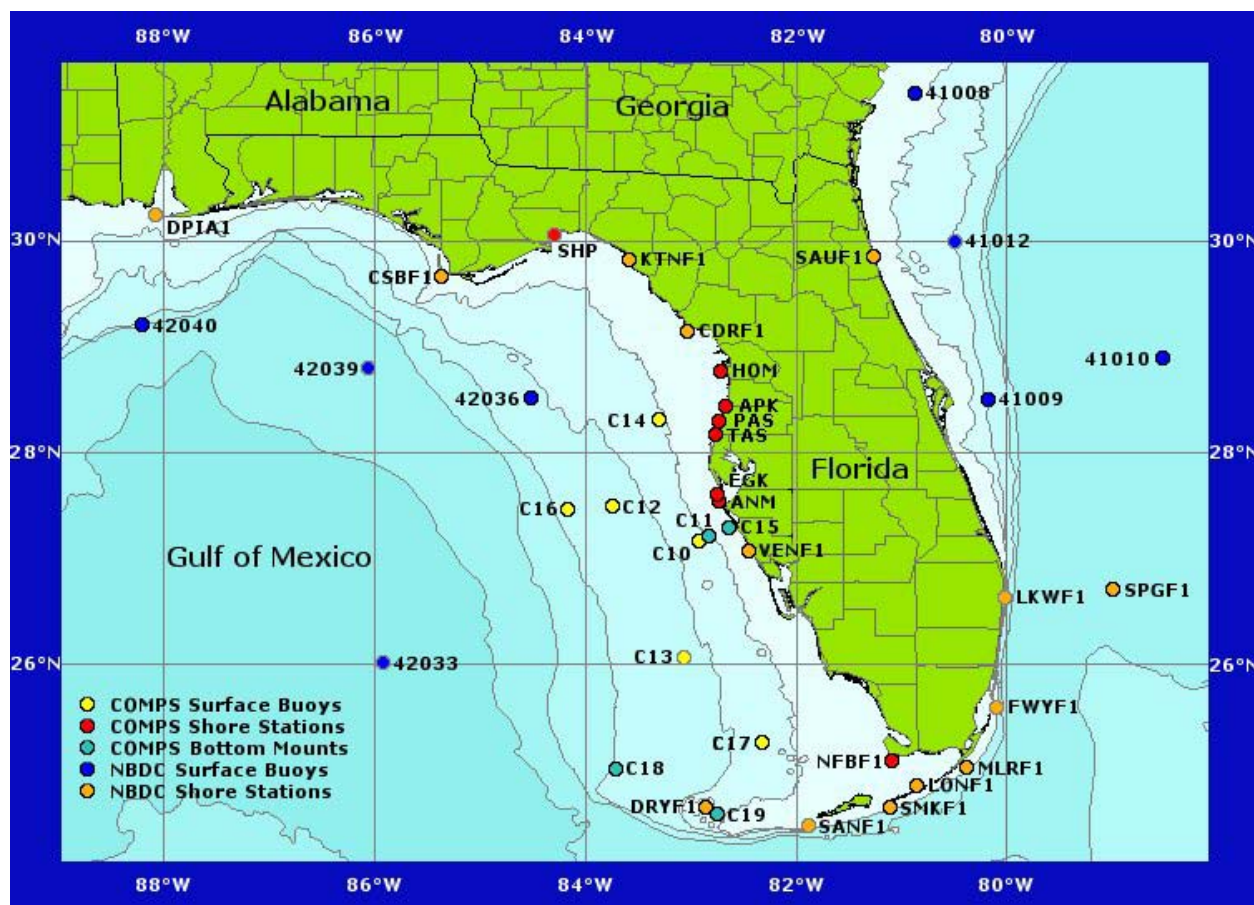 88°W 86°W 84°W 82°W 80°W
Alabama
Georgia
41008
DPIA1
30°N
30°N
SHP
KTNF1
SAUF1
41012
CSBF1
42040
CDRF1
42039
HOM
41010
42036
APK
41009
C14
PAS
TAS
28°N
28°N
Florida
EGK
C16
C12
ANM
C11
C15
C10
VENF1
Gulf of Mexico
LKWF1
SPGF1
C13
26°N
26°N
42033
COMPS Surface Buoys
COMPS Shore Stations
COMPS Bottom Mounts
NBDC Surface Buoys
NBDC Shore Stations
FWYF1
C17
NFBF1
C18
MLRF1
LONF1
DRYF1
C19
SMKF1
SANF1
88°W 86°W 84°W 82°W 80°W